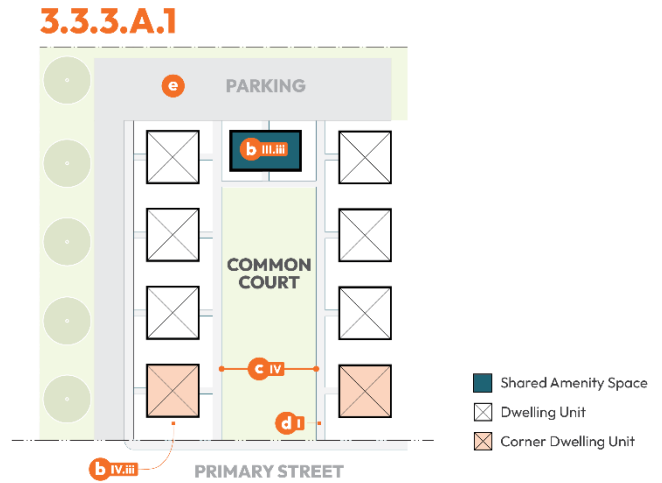 3.3.3.A.1
e PARKING
b III.iii
COMMON
COURT
c IV
d I
b IV.iii
PRIMARY STREET
Shared Amenity Space
Dwelling Unit
Corner Dwelling Unit